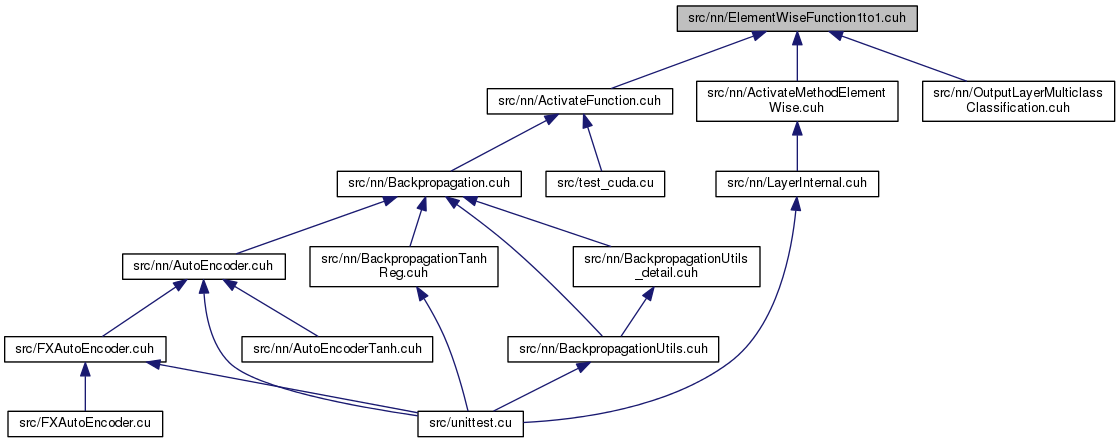 src/nn/ElementWiseFunction1to1.cuh
src/nn/ActivateFunction.cuh
src/nn/ActivateMethodElement
Wise.cuh
src/nn/OutputLayerMulticlass
Classification.cuh
src/nn/Backpropagation.cuh
src/test_cuda.cu
src/nn/LayerInternal.cuh
src/nn/AutoEncoder.cuh
src/nn/BackpropagationTanh
Reg.cuh
src/nn/BackpropagationUtils
_detail.cuh
src/FXAutoEncoder.cuh
src/nn/AutoEncoderTanh.cuh
src/nn/BackpropagationUtils.cuh
src/FXAutoEncoder.cu
src/unittest.cu